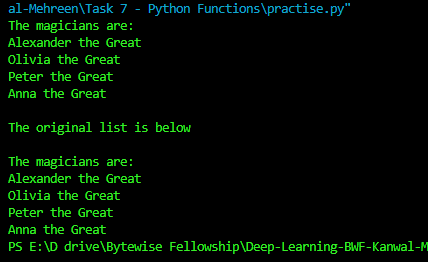 al-Mehreen\Task 7 - Python Functions\practise.py"
The magicians are:
Alexander the Great
Olivia the Great
Peter the Great
Anna the Great
The original list is below
The magicians are:
Alexander the Great
Olivia the Great
Peter the Great
Anna the Great
PS E:\D drive\Bytewise Fellowship\Deep-Learning-BWF-Kanwal-M